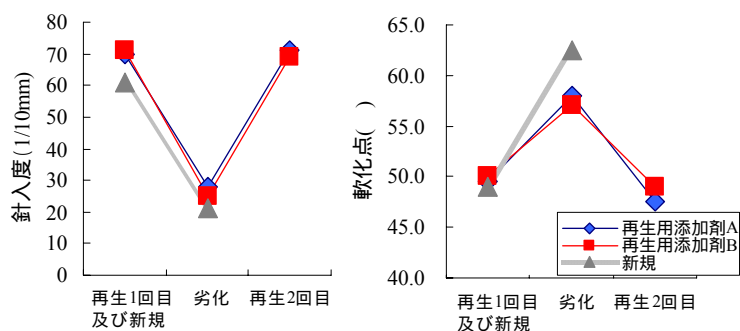 針入度(1/10mm)
80
70
60
50
40
30
20
10
0
再生1回目
及び新規
劣化
再生2回目
軟化点( )
65.0
60.0
55.0
50.0
45.0
40.0
再生1回目
及び新規
劣化
再生2回目
再生用添加剤A
再生用添加剤B
新規